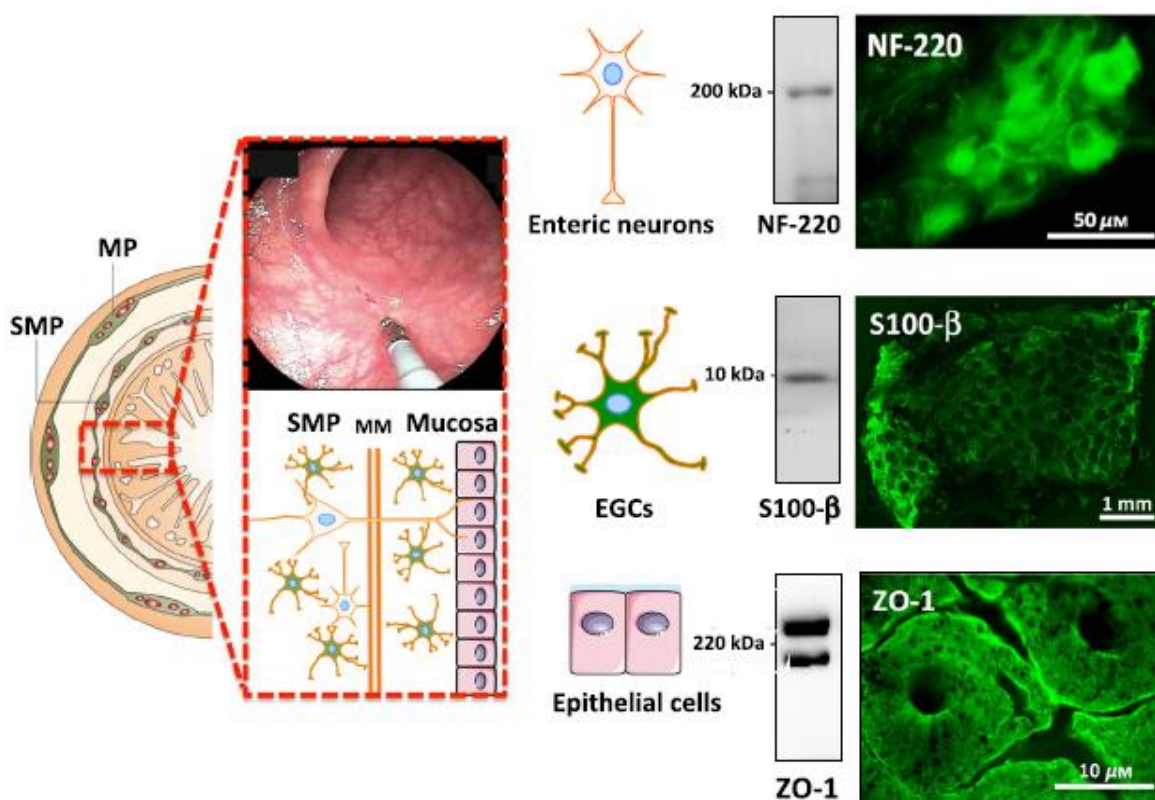 MP
SMP
SMP MM Mucosa
Enteric neurons
200 kDa
NF-220
NF-220
50 µм
EGCs
10 kDa
S100-β
S100-β
1 mm
Epithelial cells
220 kDa
ZO-1
ZO-1
10 µм